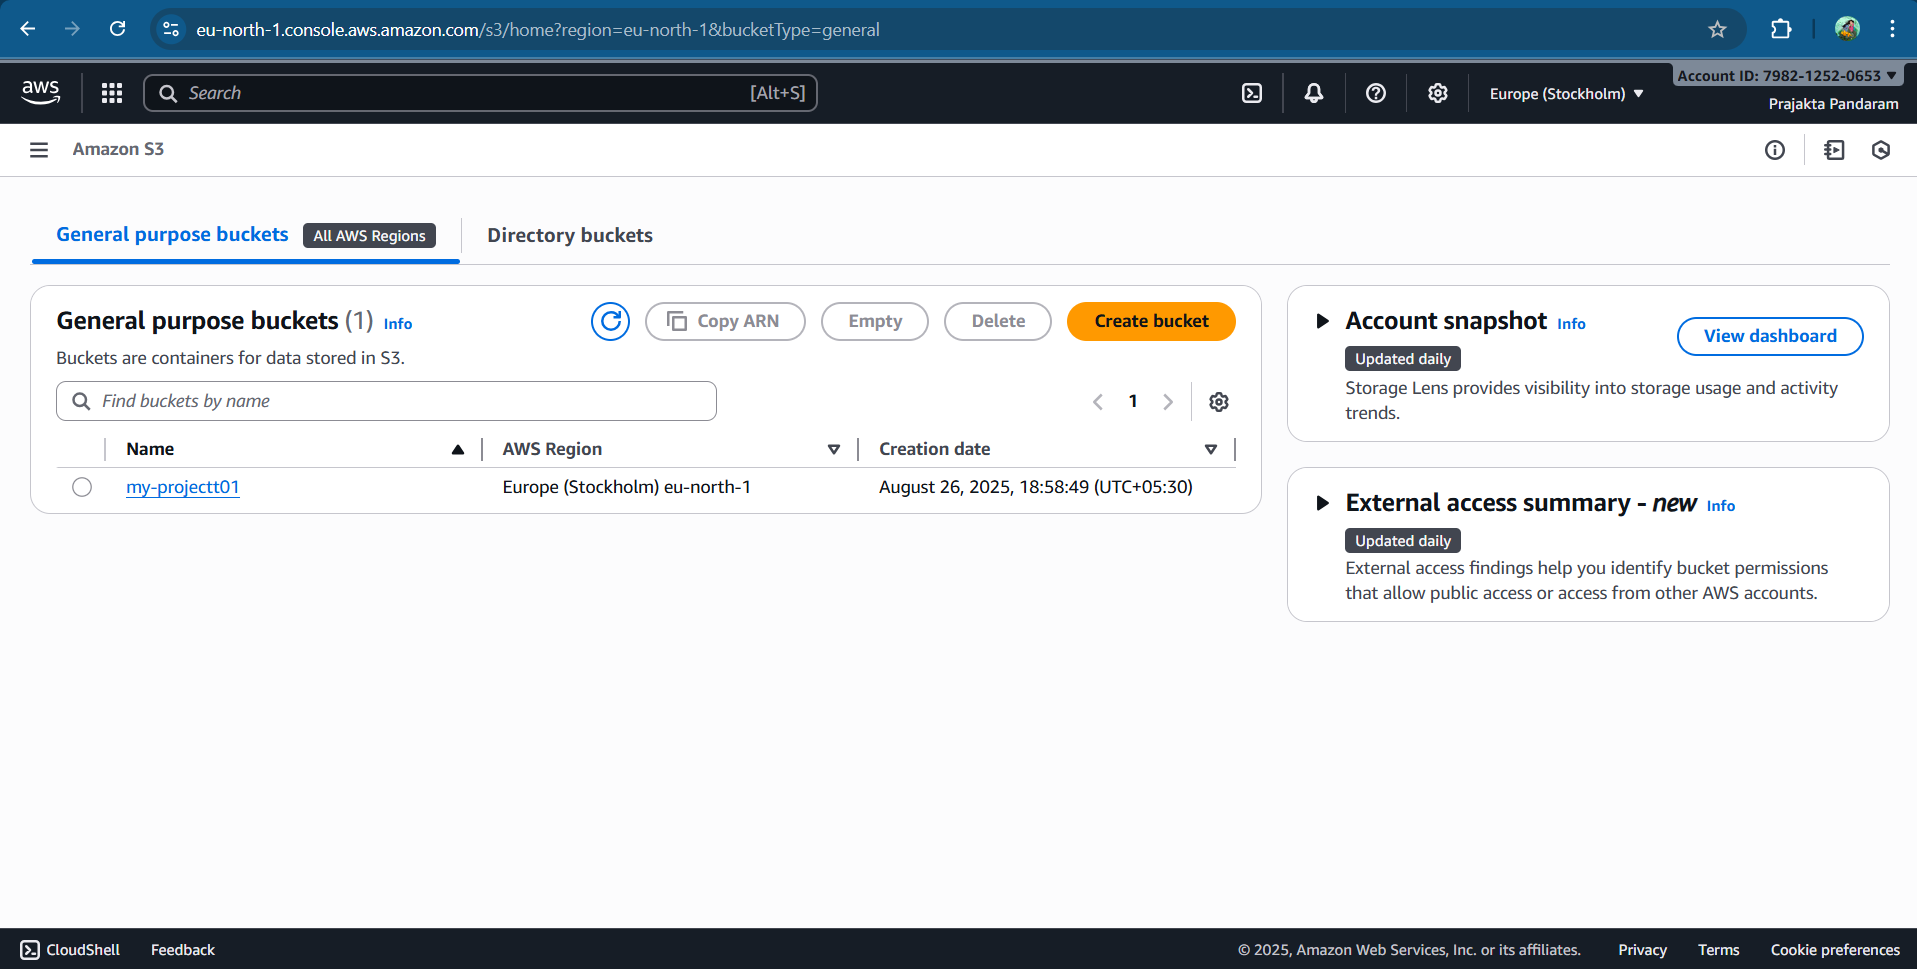 eu-north-1.console.aws.amazon.com/s3/home?region=eu-north-1&bucketType=general
aws
Search
[Alt+S]
Europe (Stockholm)
Account ID: 7982-1252-0653
Prajakta Pandaram
Amazon S3
General purpose buckets
All AWS Regions
Directory buckets
General purpose buckets (1) Info
Copy ARN
Empty
Delete
Create bucket
Buckets are containers for data stored in S3.
Find buckets by name
1
Name
AWS Region
Creation date
my-projectt01
Europe (Stockholm) eu-north-1
August 26, 2025, 18:58:49 (UTC+05:30)
Account snapshot Info
View dashboard
Updated daily
Storage Lens provides visibility into storage usage and activity
trends.
External access summary - new Info
Updated daily
External access findings help you identify bucket permissions
that allow public access or access from other AWS accounts.
CloudShell
Feedback
© 2025, Amazon Web Services, Inc. or its affiliates.
Privacy
Terms
Cookie preferences